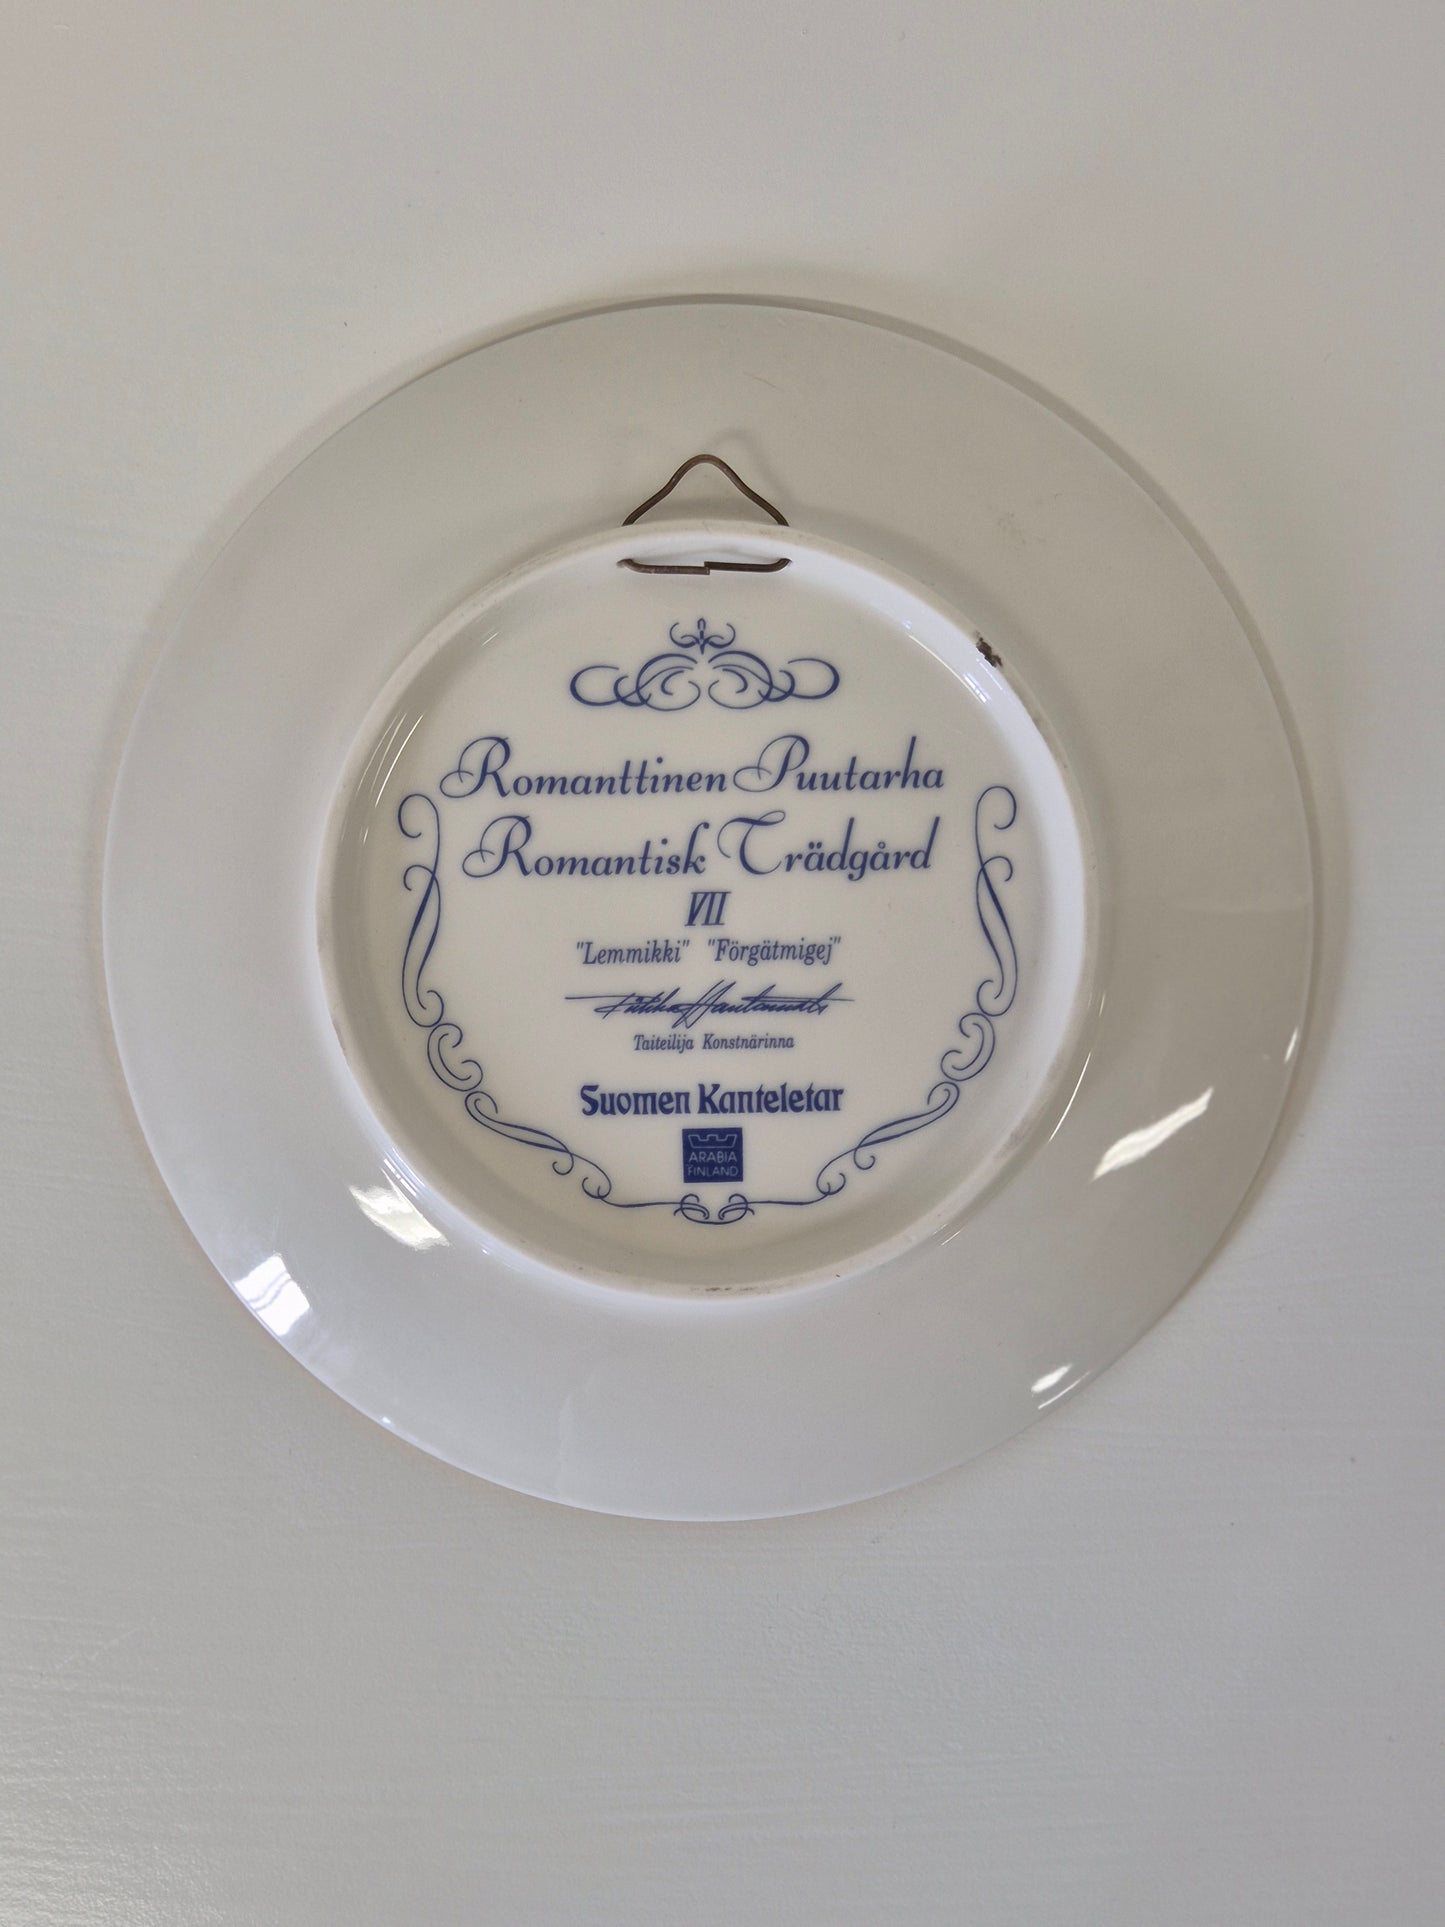 Romanttinen Puutarha
Romantisk Trädgård
VII
"Lemmikki" "Förgätmigej"
Taiteilija Konstnärinna
Suomen Kanteletar
ARABIA
FINLAND